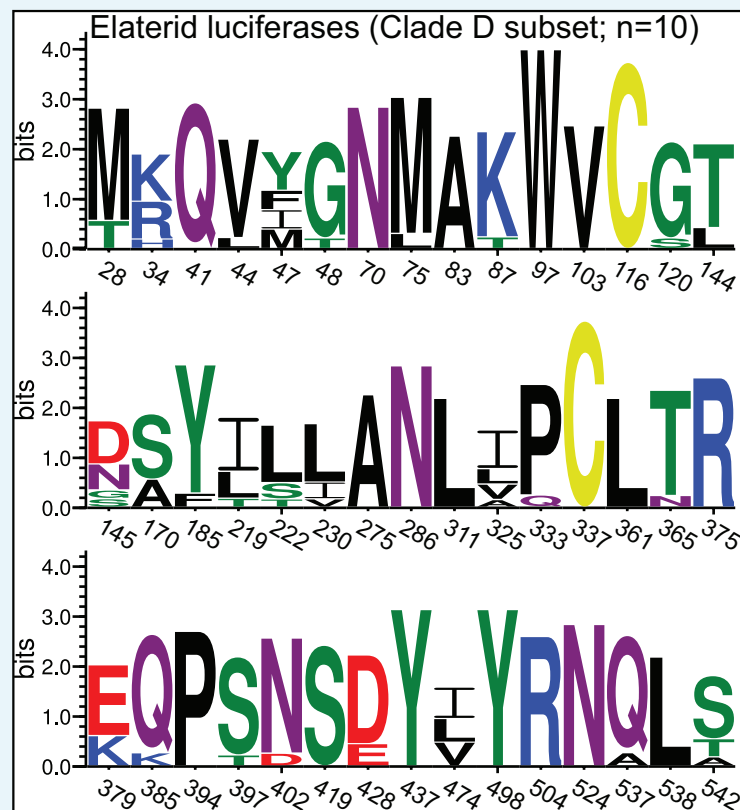 Elaterid luciferases (Clade D subset; n=10)
4.0
3.0
2.0
1.0
0.0
bits
M K Q V Y G N M A K W V C G T
T R L F T L T S L
H I
M
28 34 41 44 47 48 70 75 83 87 97 103 116 120 144
4.0
3.0
2.0
1.0
0.0
bits
D S Y I L L A N L I P C L T R
N A F L S I L Q N
G T T V V
S A
145 170 185 219 222 230 275 286 311 325 333 337 361 365 375
4.0
3.0
2.0
1.0
0.0
bits
E Q P S N S D Y I Y R N Q L S
K K T D E L A T
V A
379 385 394 397 402 419 428 437 474 498 504 524 537 538 542